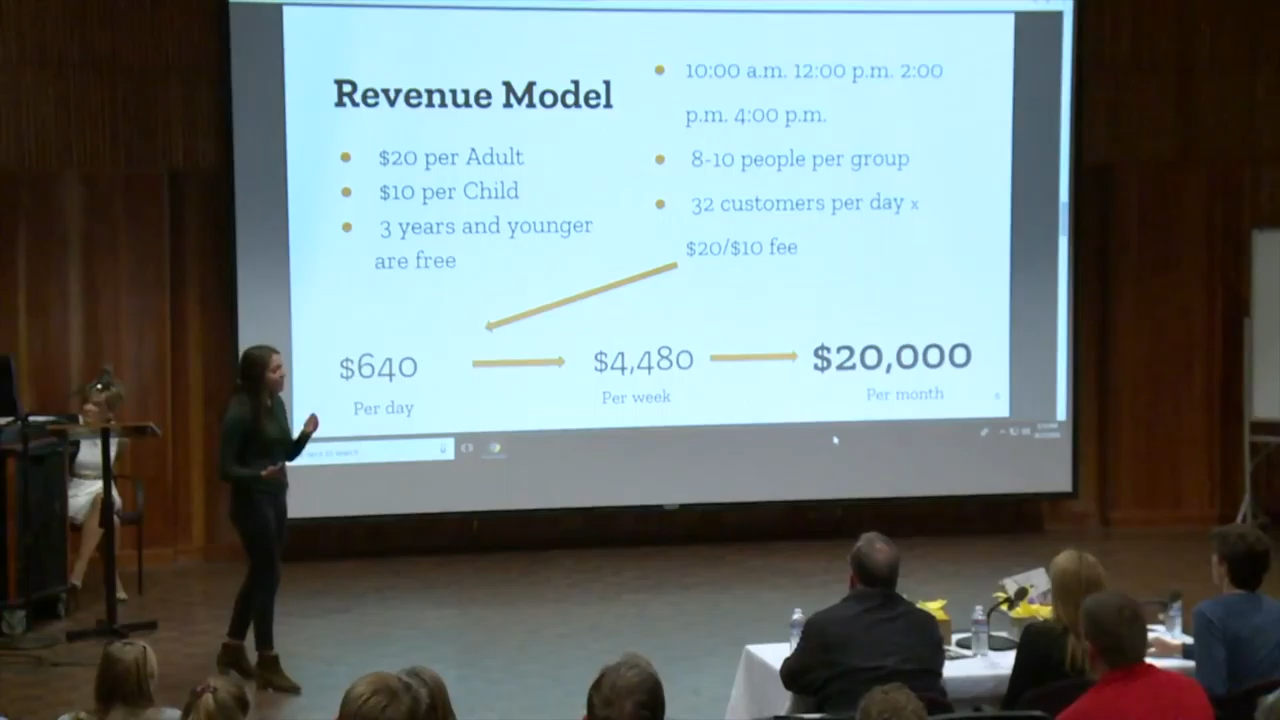 Revenue Model
$20 per Adult
$10 per Child
3 years and younger
are free
10:00 a.m. 12:00 p.m. 2:00
p.m. 4:00 p.m.
8-10 people per group
32 customers per day x
$20/$10 fee
$640
Per day
$4,480
Per week
$20,000
Per month